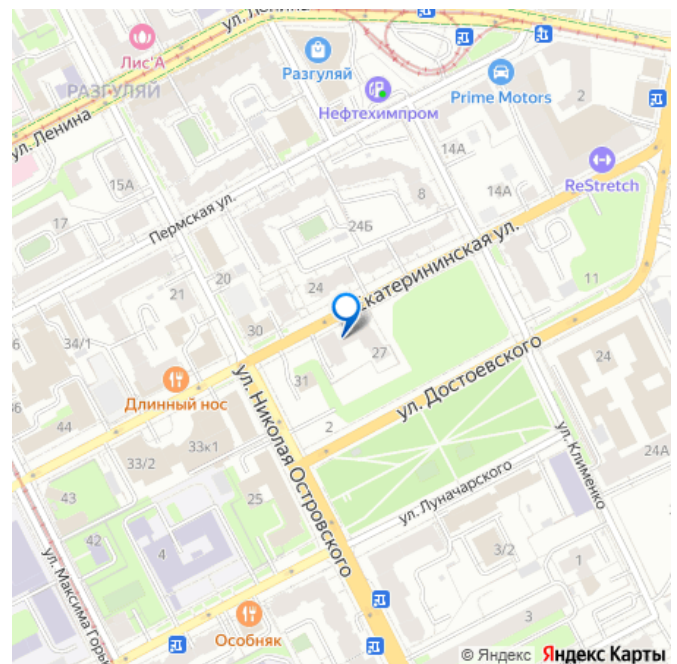 ул. Ленина
Лис'А
Разгуляй
РАЗГУЛЯЙ
Нефтехимпром
Prime Motors
2
ул. Ленина
14А
ReStretch
15А
8
14А
17
Пермская ул.
24Б
Екатерининская ул.
20
24
11
21
30
34/1
27
24
31
Длинный нос
ул. Достоевского
ул. Николая Островского
44
2
33к1
33/2
ул. Клименко
24А
43
25
ул. Луначарского
42
4
3/2
1
ул. Максима Горь
3
Особняк
© Яндекс Яндекс Карты